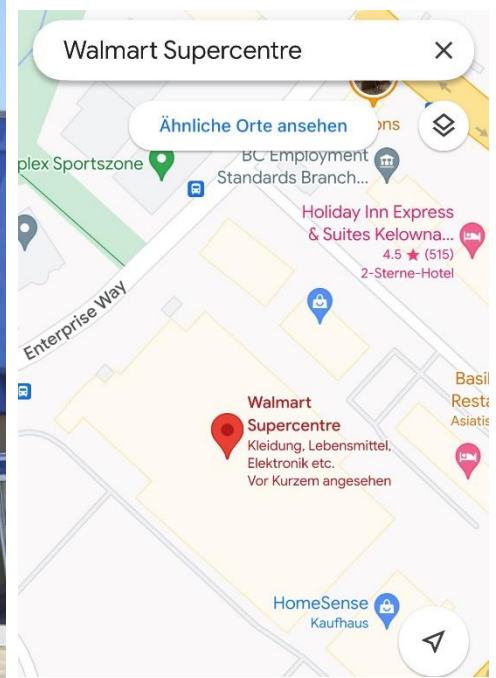 Walmart Supercentre
Ähnliche Orte ansehen
ons
plex Sportszone
BC Employment
Standards Branch...
Holiday Inn Express
& Suites Kelowna...
4.5 ★ (515)
2-Sterne-Hotel
Enterprise Way
Walmart
Supercentre
Kleidung, Lebensmittel,
Elektronik etc.
Vor Kurzem angesehen
Basil
Resta
Asiatis
HomeSense
Kaufhaus